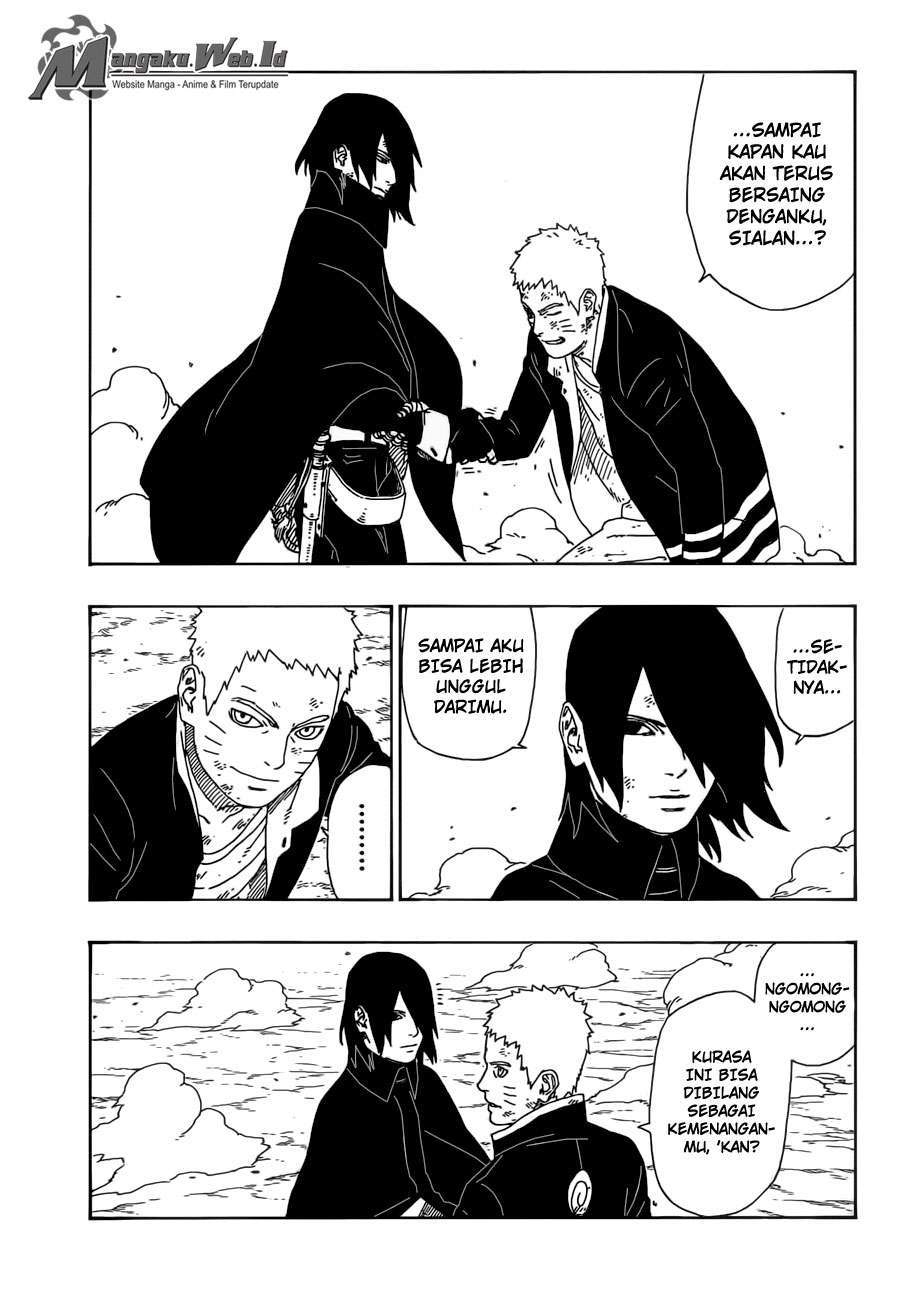 Mangaku.Web.Id
Website Manga - Anime & Film Terupdate
...SAMPAI
KAPAN KAU
AKAN TERUS
BERSAING
DENGANKU,
SIALAN...?
...SE-
TIDAK-
NYA...
SAMPAI AKU
BISA LEBIH
UNGGUL
DARIMU.
.........
...
NGOMONG-
NGOMONG
...
KURASA
INI BISA
DIBILANG
SEBAGAI
KEMENANGAN-
MU, 'KAN?